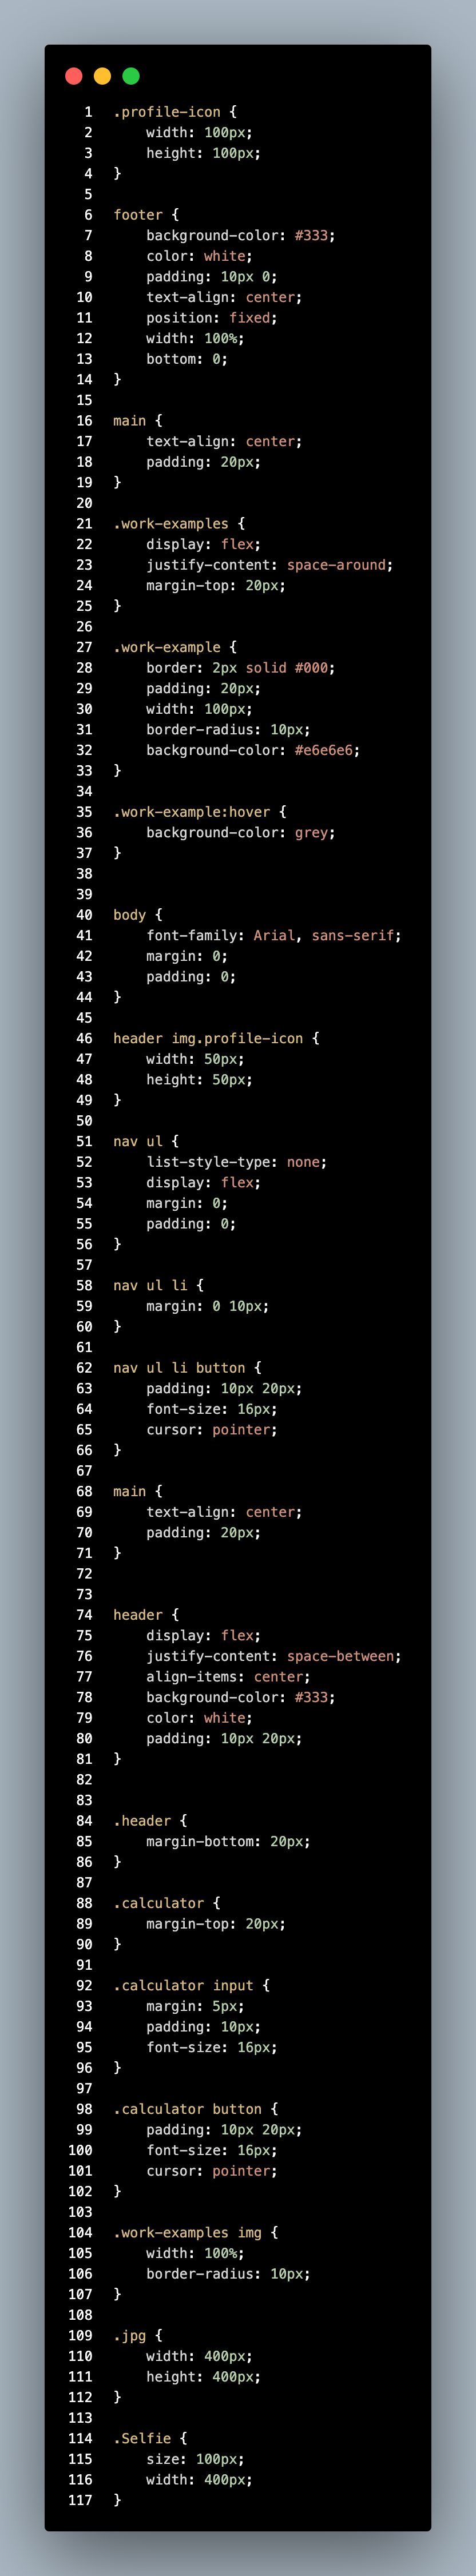 1 .profile-icon {
2     width: 100px;
3     height: 100px;
4 }
5
6 footer {
7     background-color: #333;
8     color: white;
9     padding: 10px 0;
10     text-align: center;
11     position: fixed;
12     width: 100%;
13     bottom: 0;
14 }
15
16 main {
17     text-align: center;
18     padding: 20px;
19 }
20
21 .work-examples {
22     display: flex;
23     justify-content: space-around;
24     margin-top: 20px;
25 }
26
27 .work-example {
28     border: 2px solid #000;
29     padding: 20px;
30     width: 100px;
31     border-radius: 10px;
32     background-color: #e6e6e6;
33 }
34
35 .work-example:hover {
36     background-color: grey;
37 }
38
39
40 body {
41     font-family: Arial, sans-serif;
42     margin: 0;
43     padding: 0;
44 }
45
46 header img.profile-icon {
47     width: 50px;
48     height: 50px;
49 }
50
51 nav ul {
52     list-style-type: none;
53     display: flex;
54     margin: 0;
55     padding: 0;
56 }
57
58 nav ul li {
59     margin: 0 10px;
60 }
61
62 nav ul li button {
63     padding: 10px 20px;
64     font-size: 16px;
65     cursor: pointer;
66 }
67
68 main {
69     text-align: center;
70     padding: 20px;
71 }
72
73
74 header {
75     display: flex;
76     justify-content: space-between;
77     align-items: center;
78     background-color: #333;
79     color: white;
80     padding: 10px 20px;
81 }
82
83
84 .header {
85     margin-bottom: 20px;
86 }
87
88 .calculator {
89     margin-top: 20px;
90 }
91
92 .calculator input {
93     margin: 5px;
94     padding: 10px;
95     font-size: 16px;
96 }
97
98 .calculator button {
99     padding: 10px 20px;
100     font-size: 16px;
101     cursor: pointer;
102 }
103
104 .work-examples img {
105     width: 100%;
106     border-radius: 10px;
107 }
108
109 .jpg {
110     width: 400px;
111     height: 400px;
112 }
113
114 .Selfie {
115     size: 100px;
116     width: 400px;
117 }